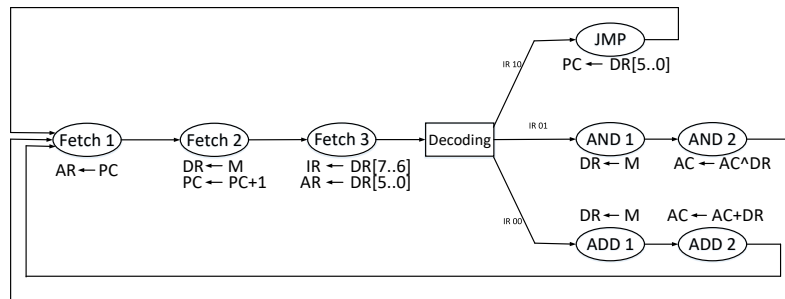 JMP
PC ← DR[5..0]
IR 10
Fetch 1
AR ← PC
Fetch 2
DR ← M
PC ← PC+1
Fetch 3
IR ← DR[7..6]
AR ← DR[5..0]
Decoding
IR 01
AND 1
DR ← M
AND 2
AC ← AC^DR
IR 00
DR ← M
ADD 1
AC ← AC+DR
ADD 2